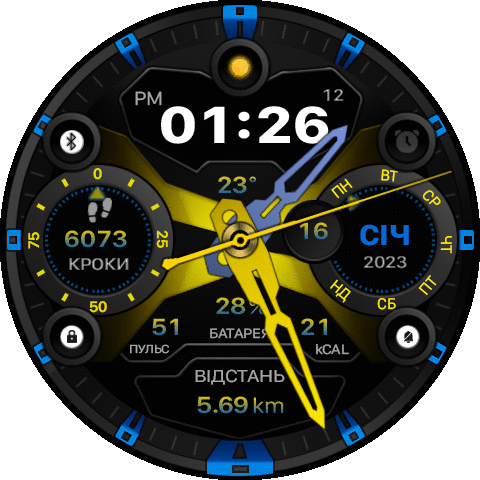 PM 12
01:26
23°
0
25
50
75
6073
КРОКИ
16
ПН
ВТ
СР
ЧТ
ПТ
СБ
НД
СІЧ
2023
28%
БАТАРЕЯ
51
ПУЛЬС
21
kCAL
ВІДСТАНЬ
5.69 km